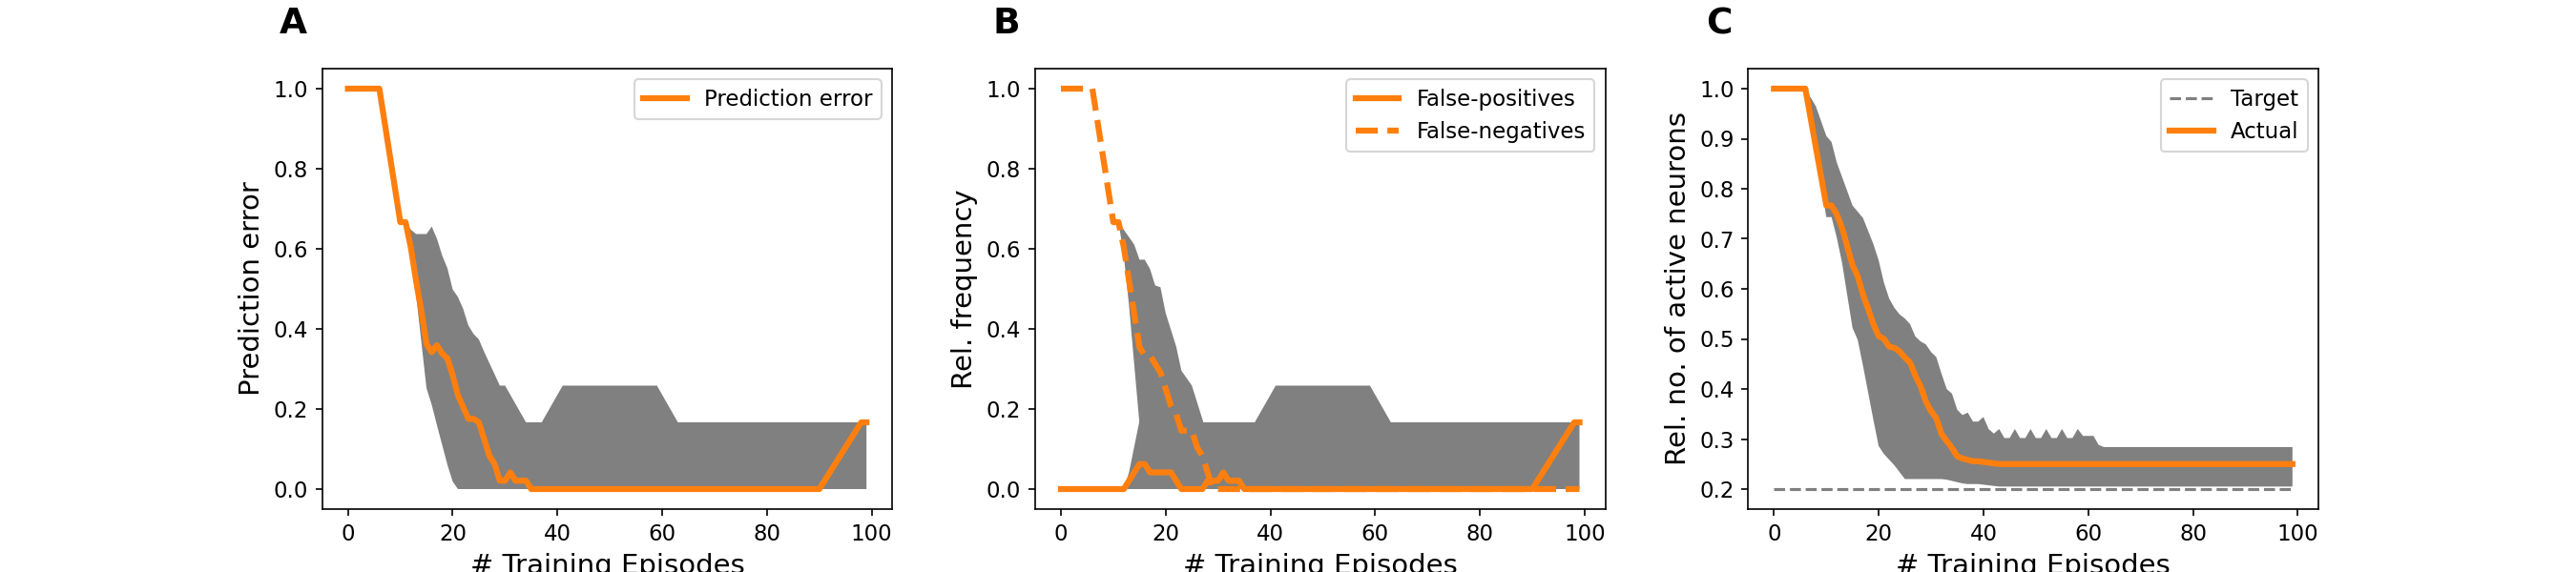 A
B
C
Prediction error
1.0
0.8
0.6
0.4
0.2
0.0
Prediction error
0
20
40
60
80
100
# Training Episodes
Rel. frequency
1.0
0.8
0.6
0.4
0.2
0.0
False-positives
False-negatives
0
20
40
60
80
100
# Training Episodes
Rel. no. of active neurons
1.0
0.9
0.8
0.7
0.6
0.5
0.4
0.3
0.2
Target
Actual
0
20
40
60
80
100
# Training Episodes